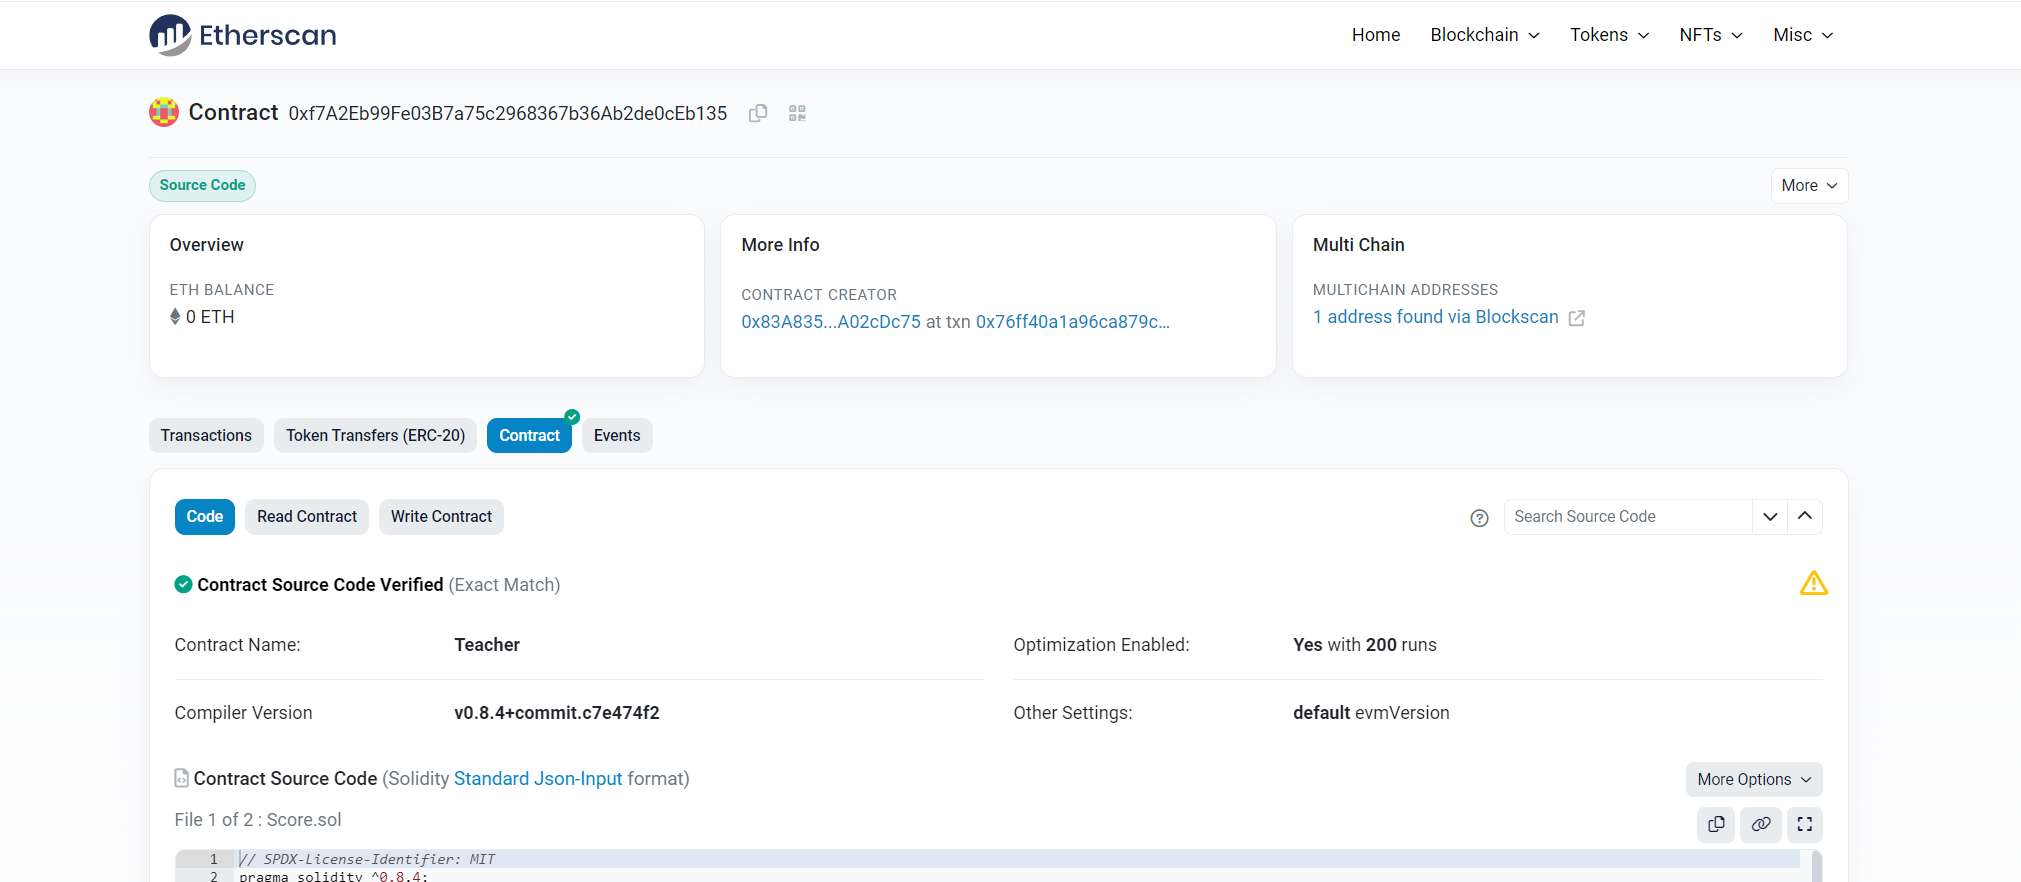 Etherscan
Home Blockchain Tokens NFTs Misc
Contract 0xf7A2Eb99Fe03B7a75c2968367b36Ab2de0cEb135
Source Code
More
Overview
ETH BALANCE
0 ETH
More Info
CONTRACT CREATOR
0x83A835...A02cDc75 at txn 0x76ff40a1a96ca879c...
Multi Chain
MULTICHAIN ADDRESSES
1 address found via Blockscan
Transactions Token Transfers (ERC-20) Contract Events
Code Read Contract Write Contract
Search Source Code
Contract Source Code Verified (Exact Match)
Contract Name: Teacher
Optimization Enabled: Yes with 200 runs
Compiler Version v0.8.4+commit.c7e474f2
Other Settings: default evmVersion
Contract Source Code (Solidity Standard Json-Input format)
More Options
File 1 of 2 : Score.sol
1 // SPDX-License-Identifier: MIT
2 pragma solidity ^0.8.4;